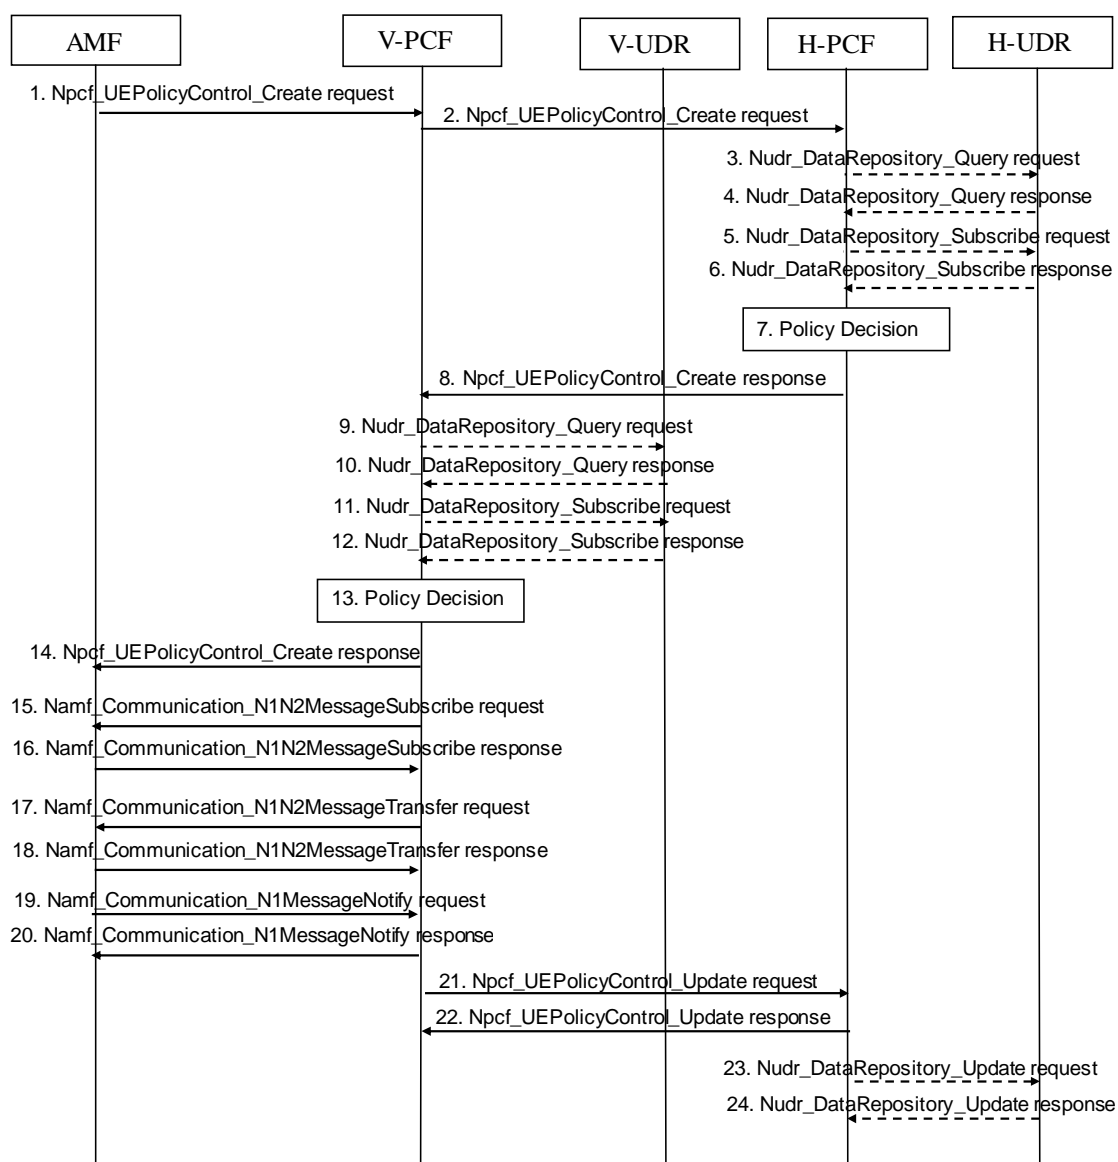 AMF
V-PCF
V-UDR
H-PCF
H-UDR
1. Npcf_UEPolicyControl_Create request
2. Npcf_UEPolicyControl_Create request
3. Nudr_DataRepository_Query request
4. Nudr_DataRepository_Query response
5. Nudr_DataRepository_Subscribe request
6. Nudr_DataRepository_Subscribe response
7. Policy Decision
8. Npcf_UEPolicyControl_Create response
9. Nudr_DataRepository_Query request
10. Nudr_DataRepository_Query response
11. Nudr_DataRepository_Subscribe request
12. Nudr_DataRepository_Subscribe response
13. Policy Decision
14. Npcf_UEPolicyControl_Create response
15. Namf_Communication_N1N2MessageSubscribe request
16. Namf_Communication_N1N2MessageSubscribe response
17. Namf_Communication_N1N2MessageTransfer request
18. Namf_Communication_N1N2MessageTransfer response
19. Namf_Communication_N1MessageNotify request
20. Namf_Communication_N1MessageNotify response
21. Npcf_UEPolicyControl_Update request
22. Npcf_UEPolicyControl_Update response
23. Nudr_DataRepository_Update request
24. Nudr_DataRepository_Update response